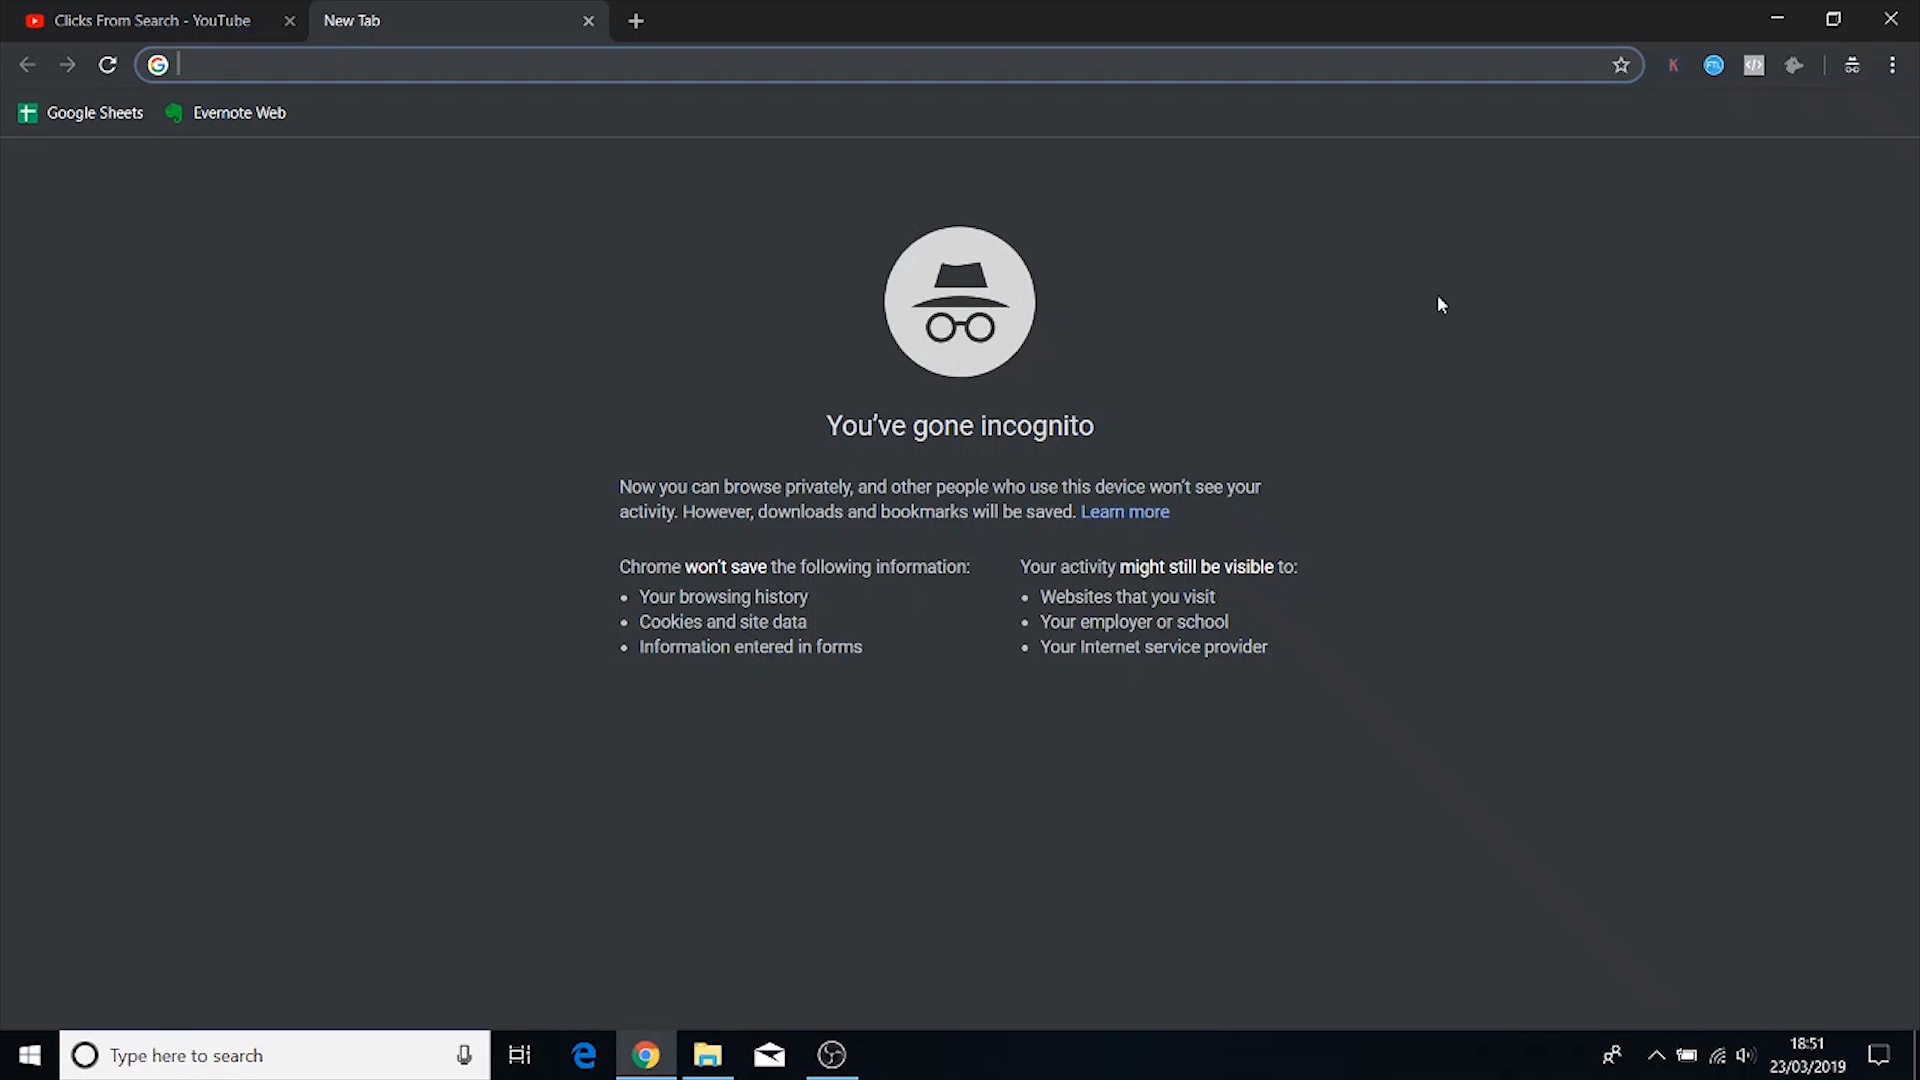 Clicks From Search - YouTube
New Tab
Google Sheets
Evernote Web
You've gone incognito
Now you can browse privately, and other people who use this device won't see your
activity. However, downloads and bookmarks will be saved. Learn more
Chrome won't save the following information:
• Your browsing history
• Cookies and site data
• Information entered in forms
Your activity might still be visible to:
• Websites that you visit
• Your employer or school
• Your Internet service provider
Type here to search
18:51
23/03/2019